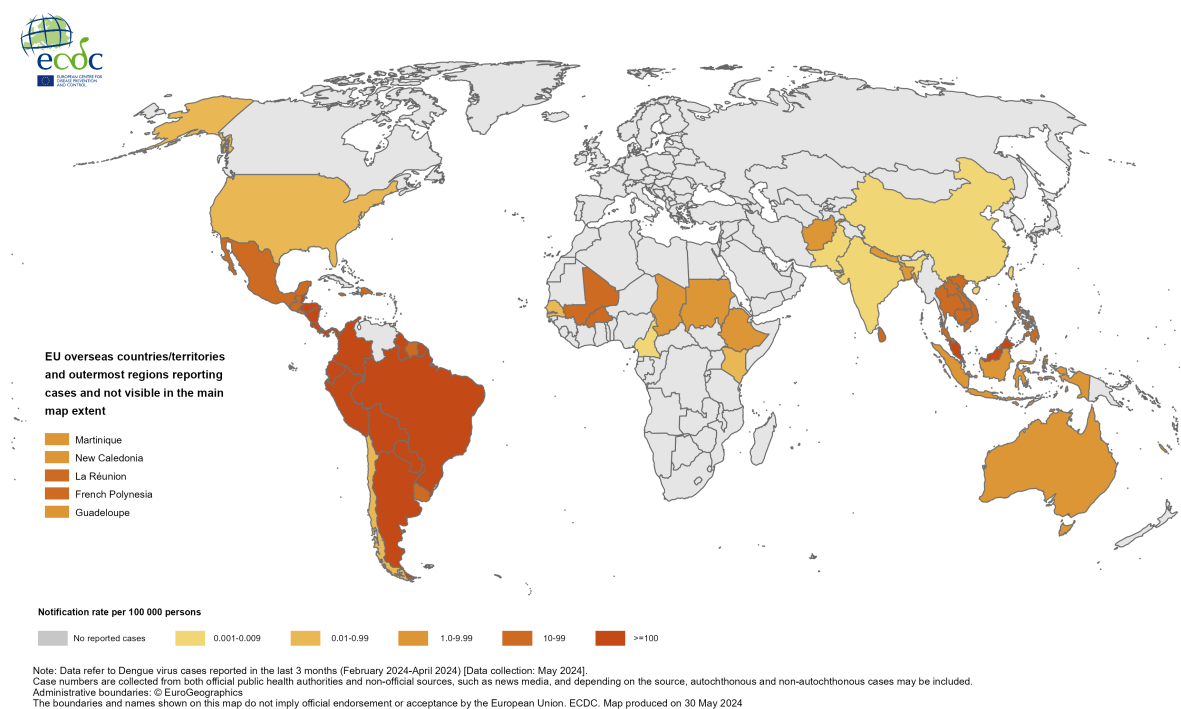 ecdc
EUROPEAN CENTRE FOR
DISEASE PREVENTION
AND CONTROL
EU overseas countries/territories
and outermost regions reporting
cases and not visible in the main
map extent
Martinique
New Caledonia
La Réunion
French Polynesia
Guadeloupe
Notification rate per 100 000 persons
No reported cases
0.001-0.009
0.01-0.99
1.0-9.99
10-99
>=100
Note: Data refer to Dengue virus cases reported in the last 3 months (February 2024-April 2024) [Data collection: May 2024].
Case numbers are collected from both official public health authorities and non-official sources, such as news media, and depending on the source, autochthonous and non-autochthonous cases may be included.
Administrative boundaries: © EuroGeographics
The boundaries and names shown on this map do not imply official endorsement or acceptance by the European Union. ECDC. Map produced on 30 May 2024